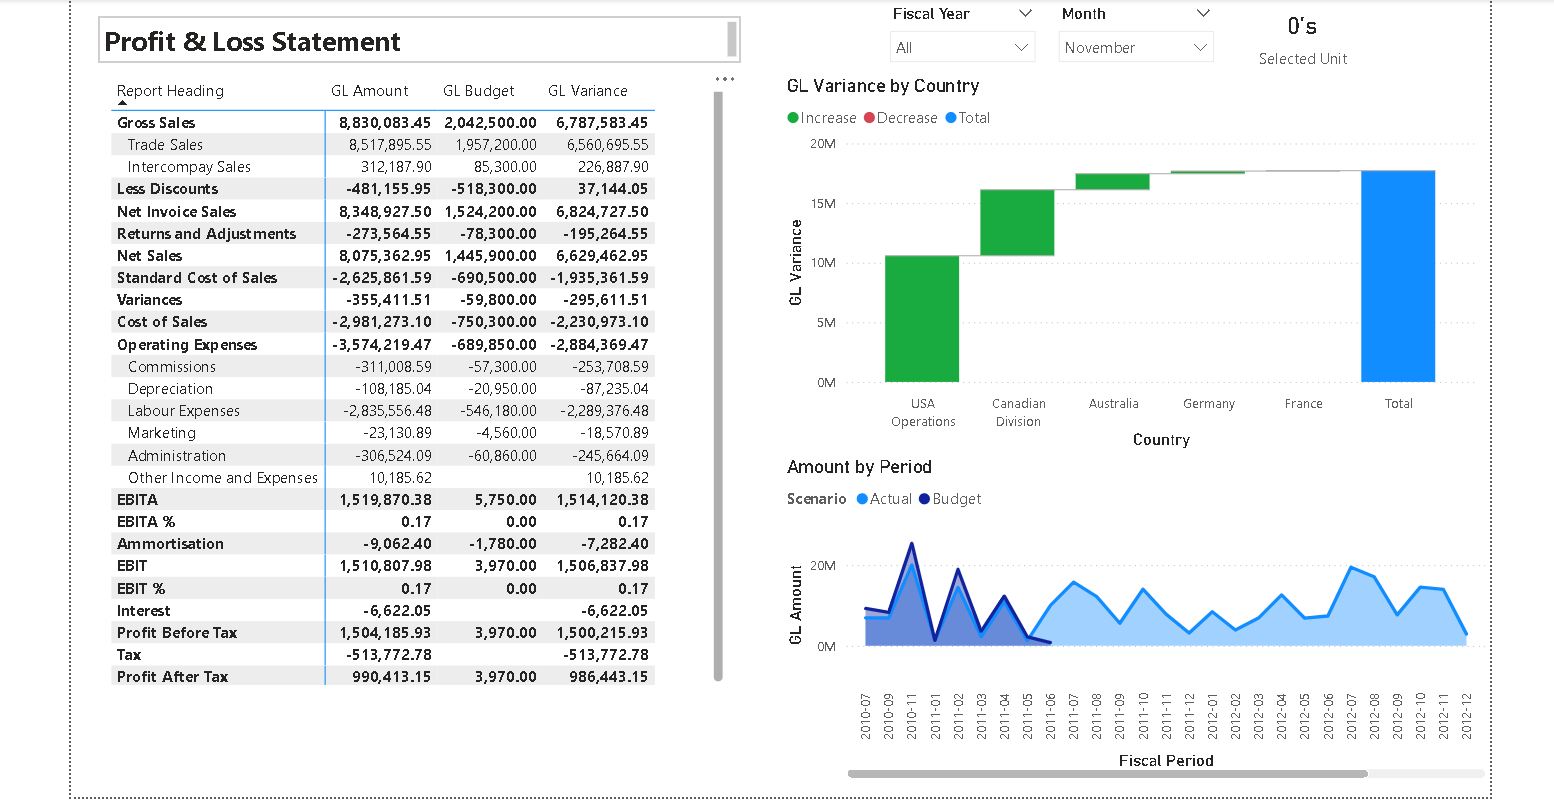 Profit & Loss Statement
Report Heading GL Amount GL Budget GL Variance
Gross Sales 8,830,083.45 2,042,500.00 6,787,583.45
Trade Sales 8,517,895.55 1,957,200.00 6,560,695.55
Intercompay Sales 312,187.90 85,300.00 226,887.90
Less Discounts -481,155.95 -518,300.00 37,144.05
Net Invoice Sales 8,348,927.50 1,524,200.00 6,824,727.50
Returns and Adjustments -273,564.55 -78,300.00 -195,264.55
Net Sales 8,075,362.95 1,445,900.00 6,629,462.95
Standard Cost of Sales -2,625,861.59 -690,500.00 -1,935,361.59
Variances -355,411.51 -59,800.00 -295,611.51
Cost of Sales -2,981,273.10 -750,300.00 -2,230,973.10
Operating Expenses -3,574,219.47 -689,850.00 -2,884,369.47
Commissions -311,008.59 -57,300.00 -253,708.59
Depreciation -108,185.04 -20,950.00 -87,235.04
Labour Expenses -2,835,556.48 -546,180.00 -2,289,376.48
Marketing -23,130.89 -4,560.00 -18,570.89
Administration -306,524.09 -60,860.00 -245,664.09
Other Income and Expenses 10,185.62 10,185.62
EBITA 1,519,870.38 5,750.00 1,514,120.38
EBITA % 0.17 0.00 0.17
Ammortisation -9,062.40 -1,780.00 -7,282.40
EBIT 1,510,807.98 3,970.00 1,506,837.98
EBIT % 0.17 0.00 0.17
Interest -6,622.05 -6,622.05
Profit Before Tax 1,504,185.93 3,970.00 1,500,215.93
Tax -513,772.78 -513,772.78
Profit After Tax 990,413.15 3,970.00 986,443.15
Fiscal Year
All
Month
November
0's
Selected Unit
GL Variance by Country
Increase Decrease Total
GL Variance
20M
15M
10M
5M
0M
USA Operations
Canadian Division
Australia
Germany
France
Total
Country
Amount by Period
Scenario Actual Budget
GL Amount
20M
0M
2010-07
2010-09
2010-11
2011-01
2011-02
2011-03
2011-04
2011-05
2011-06
2011-07
2011-08
2011-09
2011-10
2011-11
2011-12
2012-01
2012-02
2012-03
2012-04
2012-05
2012-06
2012-07
2012-08
2012-09
2012-10
2012-11
2012-12
Fiscal Period